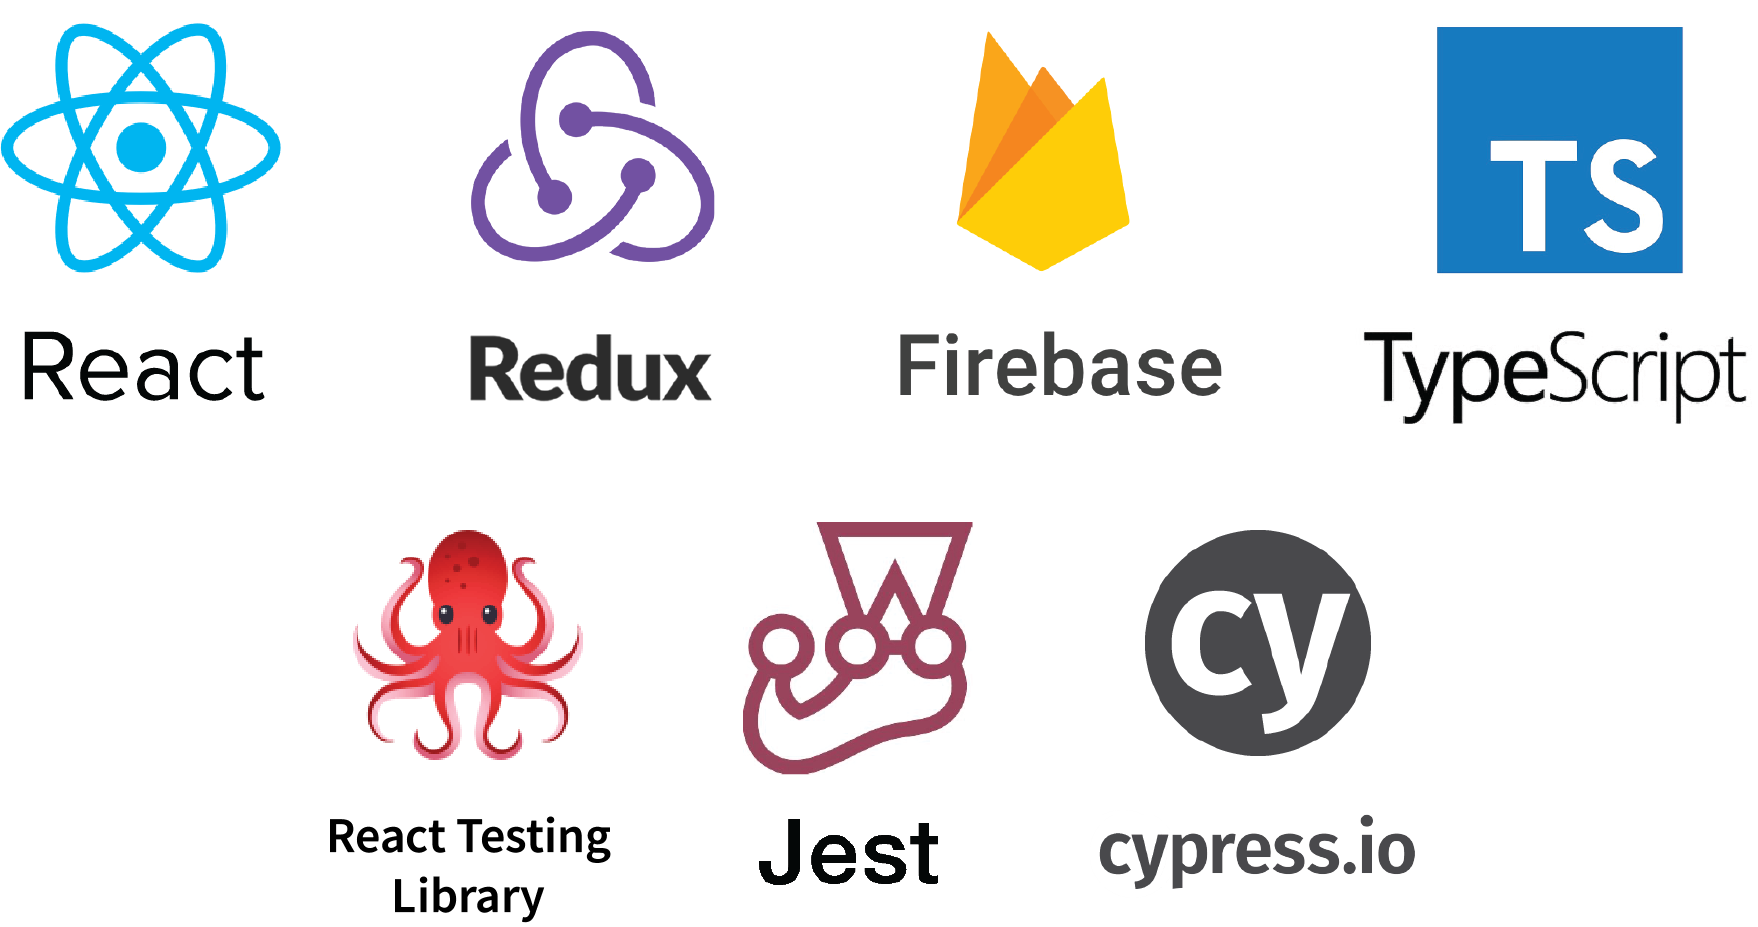 TS
React
Redux
Firebase
TypeScript
cy
React Testing
Library
Jest
cypress.io